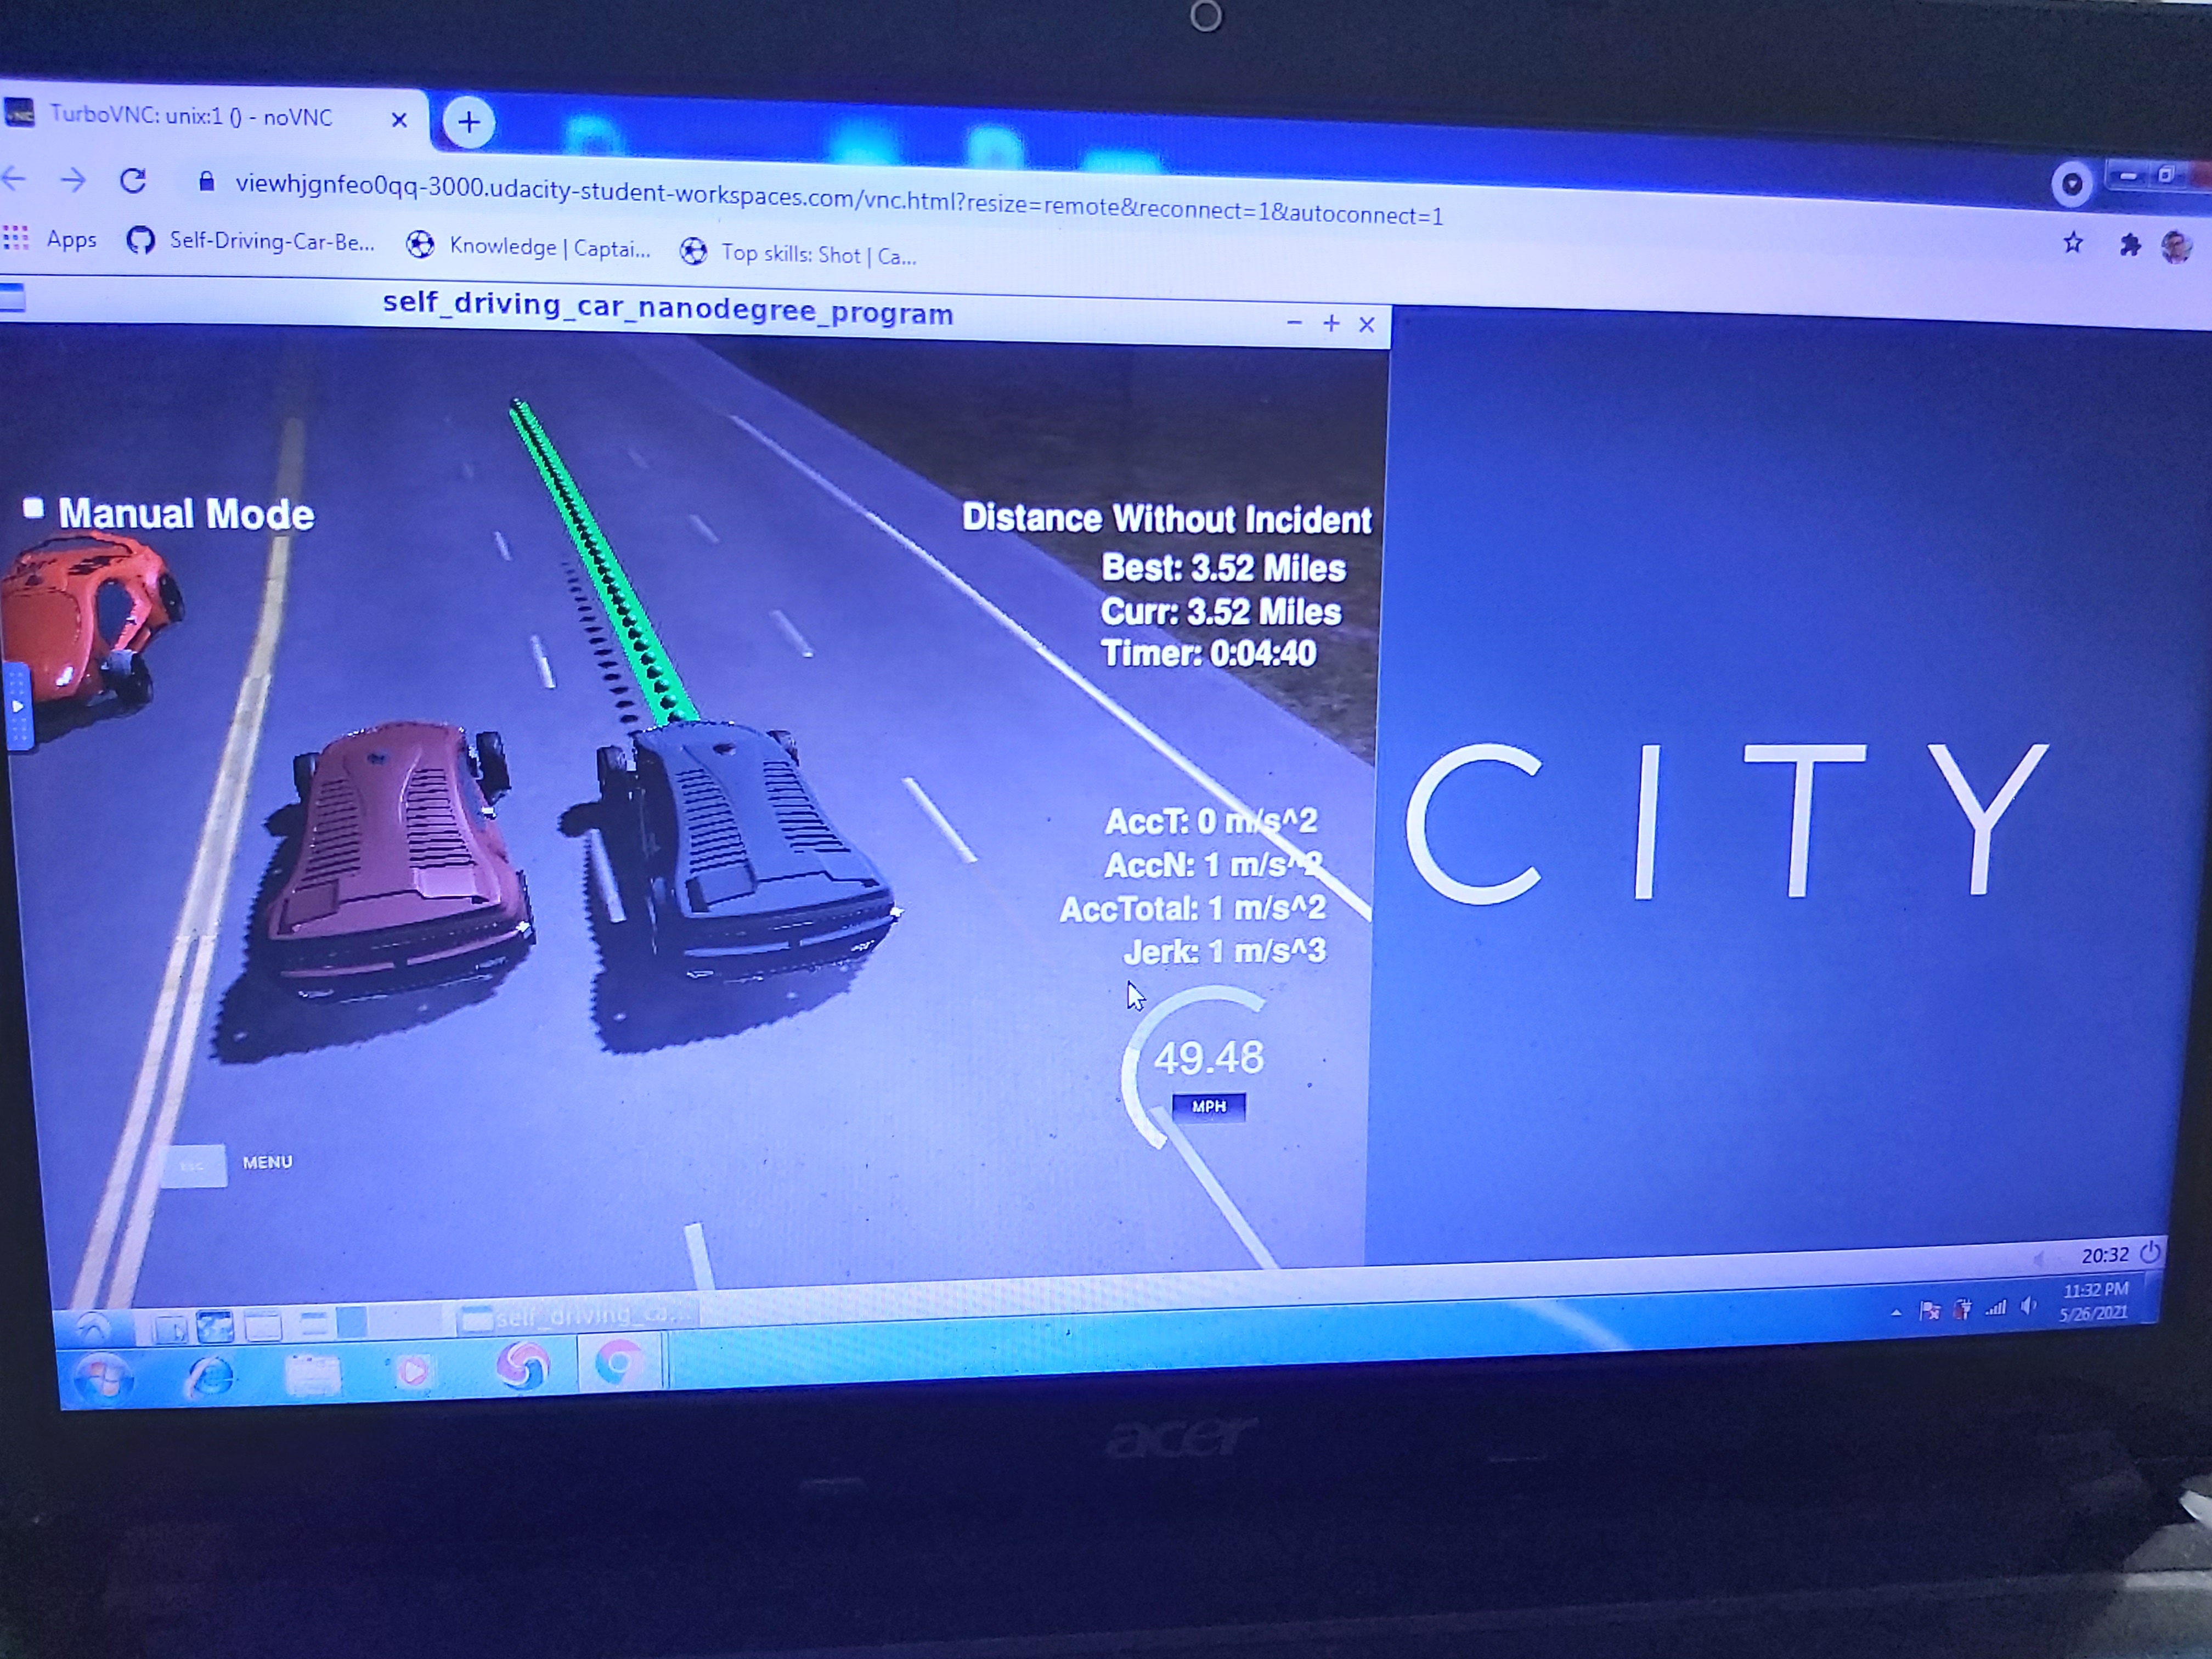 TurboVNC: unix:1 () - noVNC
viewhjgnfeo0qq-3000.udacity-student-workspaces.com/vnc.html?resize=remote&reconnect=1&autoconnect=1
Apps Self-Driving-Car-Be... Knowledge | Captai... Top skills: Shot | Ca...
self_driving_car_nanodegree_program
Manual Mode
Distance Without Incident
Best: 3.52 Miles
Curr: 3.52 Miles
Timer: 0:04:40
CITY
AccT: 0 m/s^2
AccN: 1 m/s^2
AccTotal: 1 m/s^2
Jerk: 1 m/s^3
49.48
MPH
ESC MENU
20:32
self_driving_ca...
11:32 PM
5/26/2021
acer